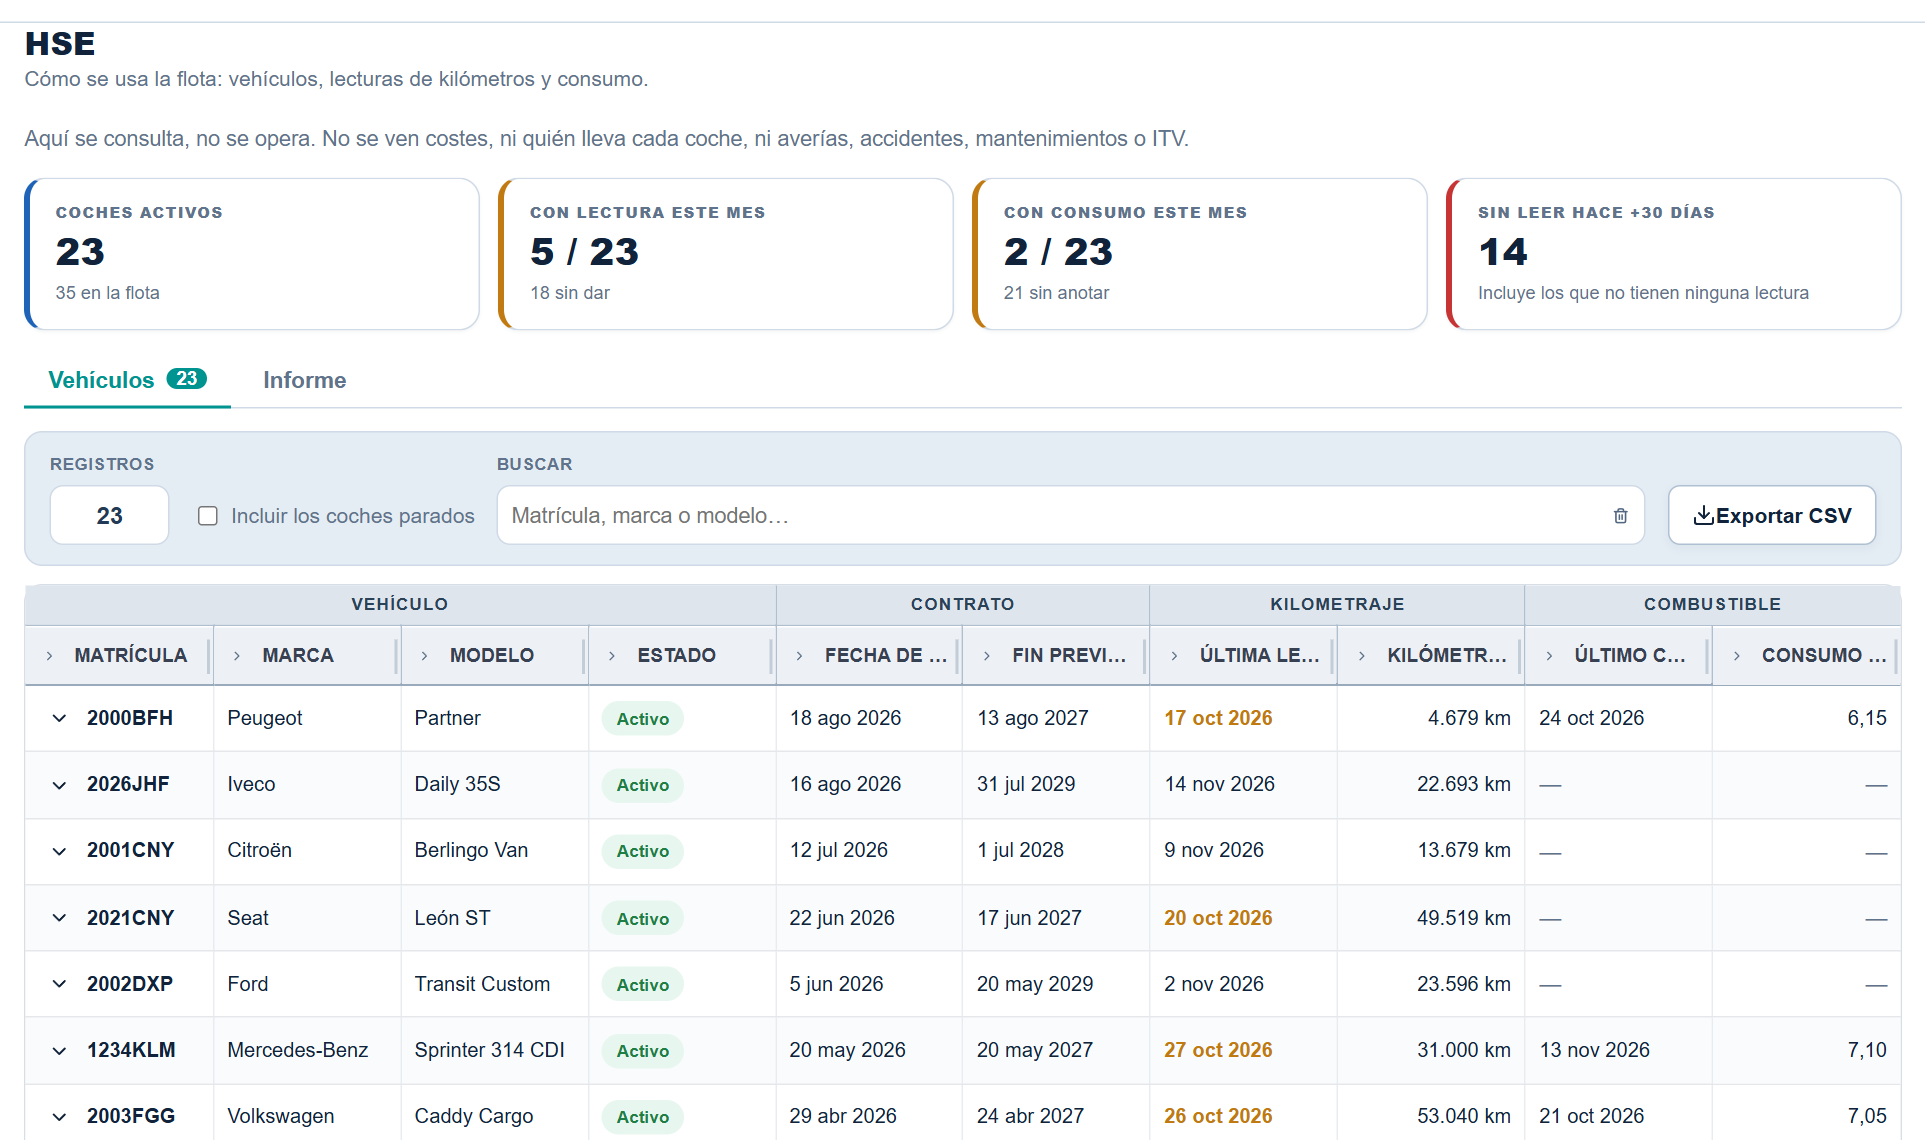 HSE
Cómo se usa la flota: vehículos, lecturas de kilómetros y consumo.
Aquí se consulta, no se opera. No se ven costes, ni quién lleva cada coche, ni averías, accidentes, mantenimientos o ITV.
COCHES ACTIVOS
23
35 en la flota
CON LECTURA ESTE MES
5 / 23
18 sin dar
CON CONSUMO ESTE MES
2 / 23
21 sin anotar
SIN LEER HACE +30 DÍAS
14
Incluye los que no tienen ninguna lectura
Vehículos 23 Informe
REGISTROS BUSCAR
23 Incluir los coches parados Matrícula, marca o modelo… Exportar CSV
VEHÍCULO CONTRATO KILOMETRAJE COMBUSTIBLE
MATRÍCULA MARCA MODELO ESTADO FECHA DE … FIN PREVI… ÚLTIMA LE… KILÓMETR… ÚLTIMO C… CONSUMO …
2000BFH Peugeot Partner Activo 18 ago 2026 13 ago 2027 17 oct 2026 4.679 km 24 oct 2026 6,15
2026JHF Iveco Daily 35S Activo 16 ago 2026 31 jul 2029 14 nov 2026 22.693 km — —
2001CNY Citroën Berlingo Van Activo 12 jul 2026 1 jul 2028 9 nov 2026 13.679 km — —
2021CNY Seat León ST Activo 22 jun 2026 17 jun 2027 20 oct 2026 49.519 km — —
2002DXP Ford Transit Custom Activo 5 jun 2026 20 may 2029 2 nov 2026 23.596 km — —
1234KLM Mercedes-Benz Sprinter 314 CDI Activo 20 may 2026 20 may 2027 27 oct 2026 31.000 km 13 nov 2026 7,10
2003FGG Volkswagen Caddy Cargo Activo 29 abr 2026 24 abr 2027 26 oct 2026 53.040 km 21 oct 2026 7,05